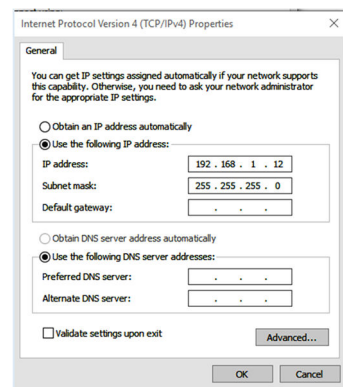 Internet Protocol Version 4 (TCP/IPv4) Properties
General
You can get IP settings assigned automatically if your network supports
this capability. Otherwise, you need to ask your network administrator
for the appropriate IP settings.
Obtain an IP address automatically
Use the following IP address:
IP address: 192 . 168 . 1 . 12
Subnet mask: 255 . 255 . 255 . 0
Default gateway: . . .
Obtain DNS server address automatically
Use the following DNS server addresses:
Preferred DNS server: . . .
Alternate DNS server: . . .
Validate settings upon exit
Advanced...
OK Cancel